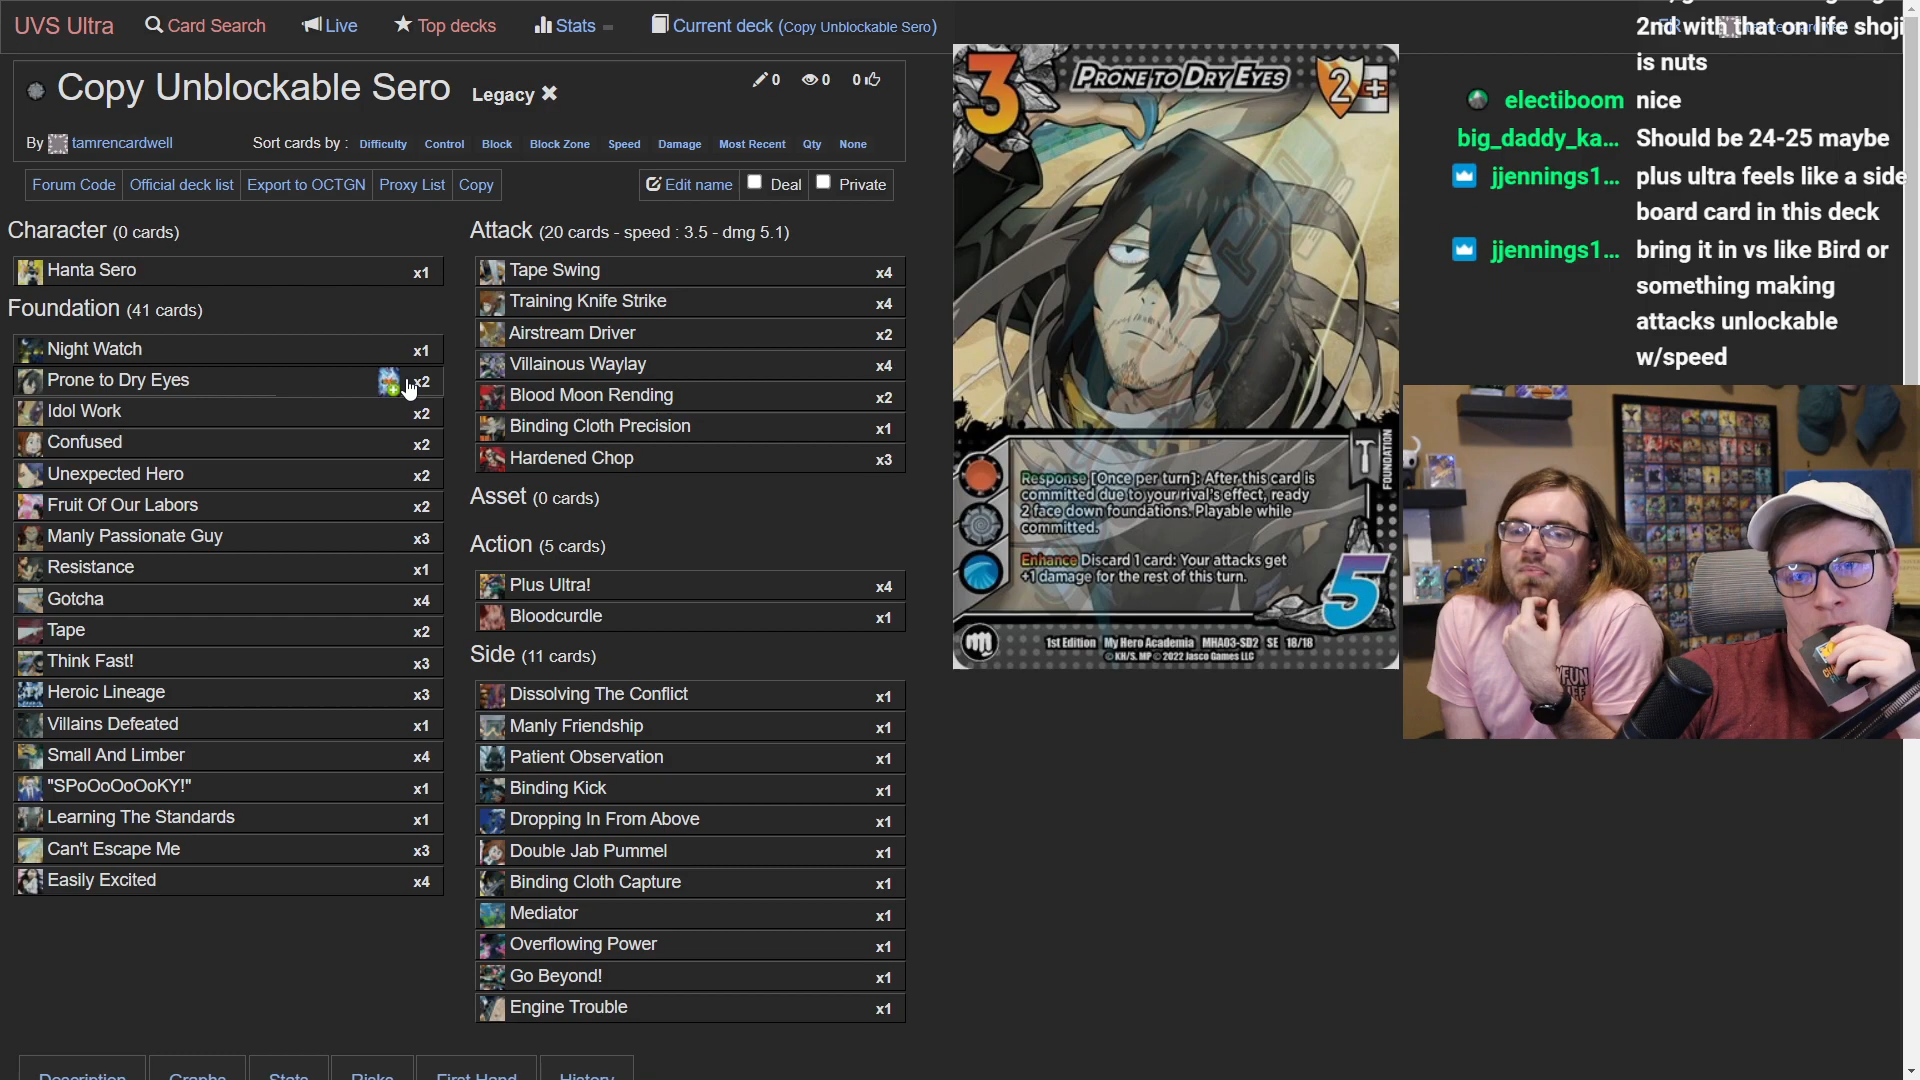 UVS Ultra
Card Search
Live
Top decks
Stats
Current deck (Copy Unblockable Sero)
Copy Unblockable Sero
Legacy
0
0
0
By tamrencardwell
Sort cards by :
Difficulty
Control
Block
Block Zone
Speed
Damage
Most Recent
Qty
None
Forum Code
Official deck list
Export to OCTGN
Proxy List
Copy
Edit name
Deal
Private
Character (0 cards)
Hanta Sero x1
Foundation (41 cards)
Night Watch x1
Prone to Dry Eyes x2
Idol Work x2
Confused x2
Unexpected Hero x2
Fruit Of Our Labors x2
Manly Passionate Guy x3
Resistance x1
Gotcha x4
Tape x2
Think Fast! x3
Heroic Lineage x3
Villains Defeated x1
Small And Limber x4
"SPoOoOoOoKY!" x1
Learning The Standards x1
Can't Escape Me x3
Easily Excited x4
Attack (20 cards - speed : 3.5 - dmg 5.1)
Tape Swing x4
Training Knife Strike x4
Airstream Driver x2
Villainous Waylay x4
Blood Moon Rending x2
Binding Cloth Precision x1
Hardened Chop x3
Asset (0 cards)
Action (5 cards)
Plus Ultra! x4
Bloodcurdle x1
Side (11 cards)
Dissolving The Conflict x1
Manly Friendship x1
Patient Observation x1
Binding Kick x1
Dropping In From Above x1
Double Jab Pummel x1
Binding Cloth Capture x1
Mediator x1
Overflowing Power x1
Go Beyond! x1
Engine Trouble x1
Description
Graphs
Stats
Risks
First Hand
History
3
PRONE TO DRY EYES
2+
FOUNDATION
Response [Once per turn]: After this card is
committed due to your rival's effect, ready
2 face down foundations. Playable while
committed.
Enhance Discard 1 card: Your attacks get
+1 damage for the rest of this turn.
5
1st Edition My Hero Academia MHA03-SD2 SE 18/18
© KH/S, MP © 2022 Jasco Games LLC
2nd with that on life shoji
is nuts
electiboom nice
big_daddy_ka... Should be 24-25 maybe
jjennings1... plus ultra feels like a side
board card in this deck
jjennings1... bring it in vs like Bird or
something making
attacks unlockable
w/speed
FUN